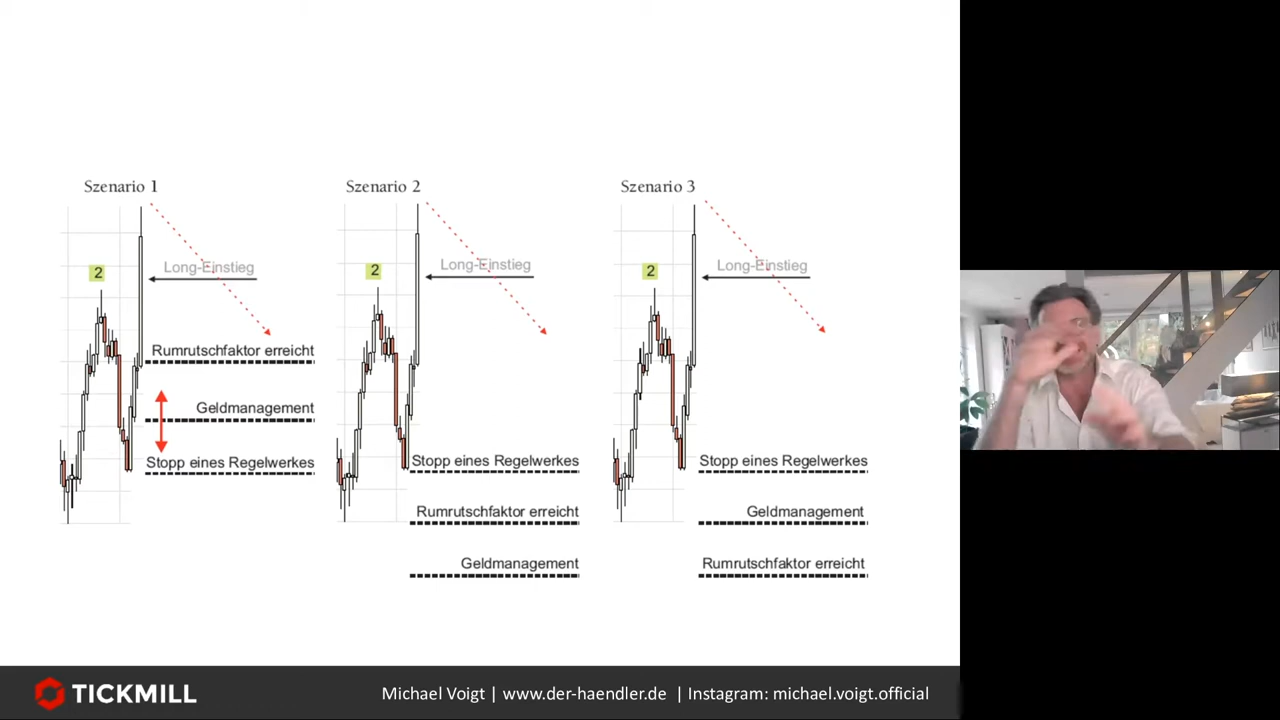 Szenario 1
Szenario 2
Szenario 3
2
Long-Einstieg
2
Long-Einstieg
2
Long-Einstieg
Rumrutschfaktor erreicht
Geldmanagement
Stopp eines Regelwerkes
Stopp eines Regelwerkes
Rumrutschfaktor erreicht
Geldmanagement
Stopp eines Regelwerkes
Geldmanagement
Rumrutschfaktor erreicht
TICKMILL
Michael Voigt | www.der-haendler.de | Instagram: michael.voigt.official